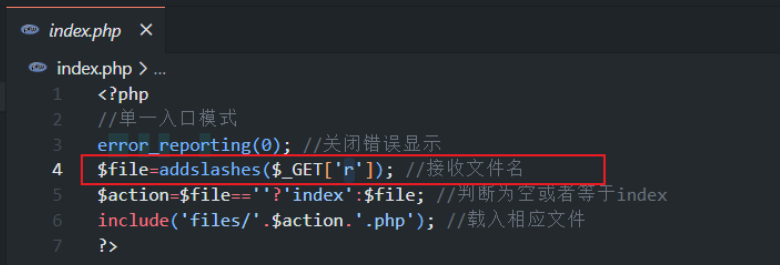 index.php ×
index.php > ...
1 <?php
2 //单一入口模式
3 error_reporting(0); //关闭错误显示
4 $file=addslashes($_GET['r']); //接收文件名
5 $action=$file==''?'index':$file; //判断为空或者等于index
6 include('files/'.$action.'.php'); //载入相应文件
7 ?>